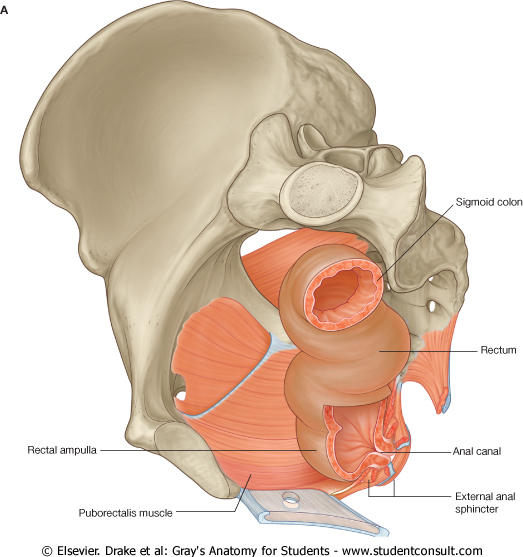 A
Sigmoid colon
Rectum
Rectal ampulla
Anal canal
External anal
sphincter
Puborectalis muscle
© Elsevier. Drake et al: Gray's Anatomy for Students - www.studentconsult.com